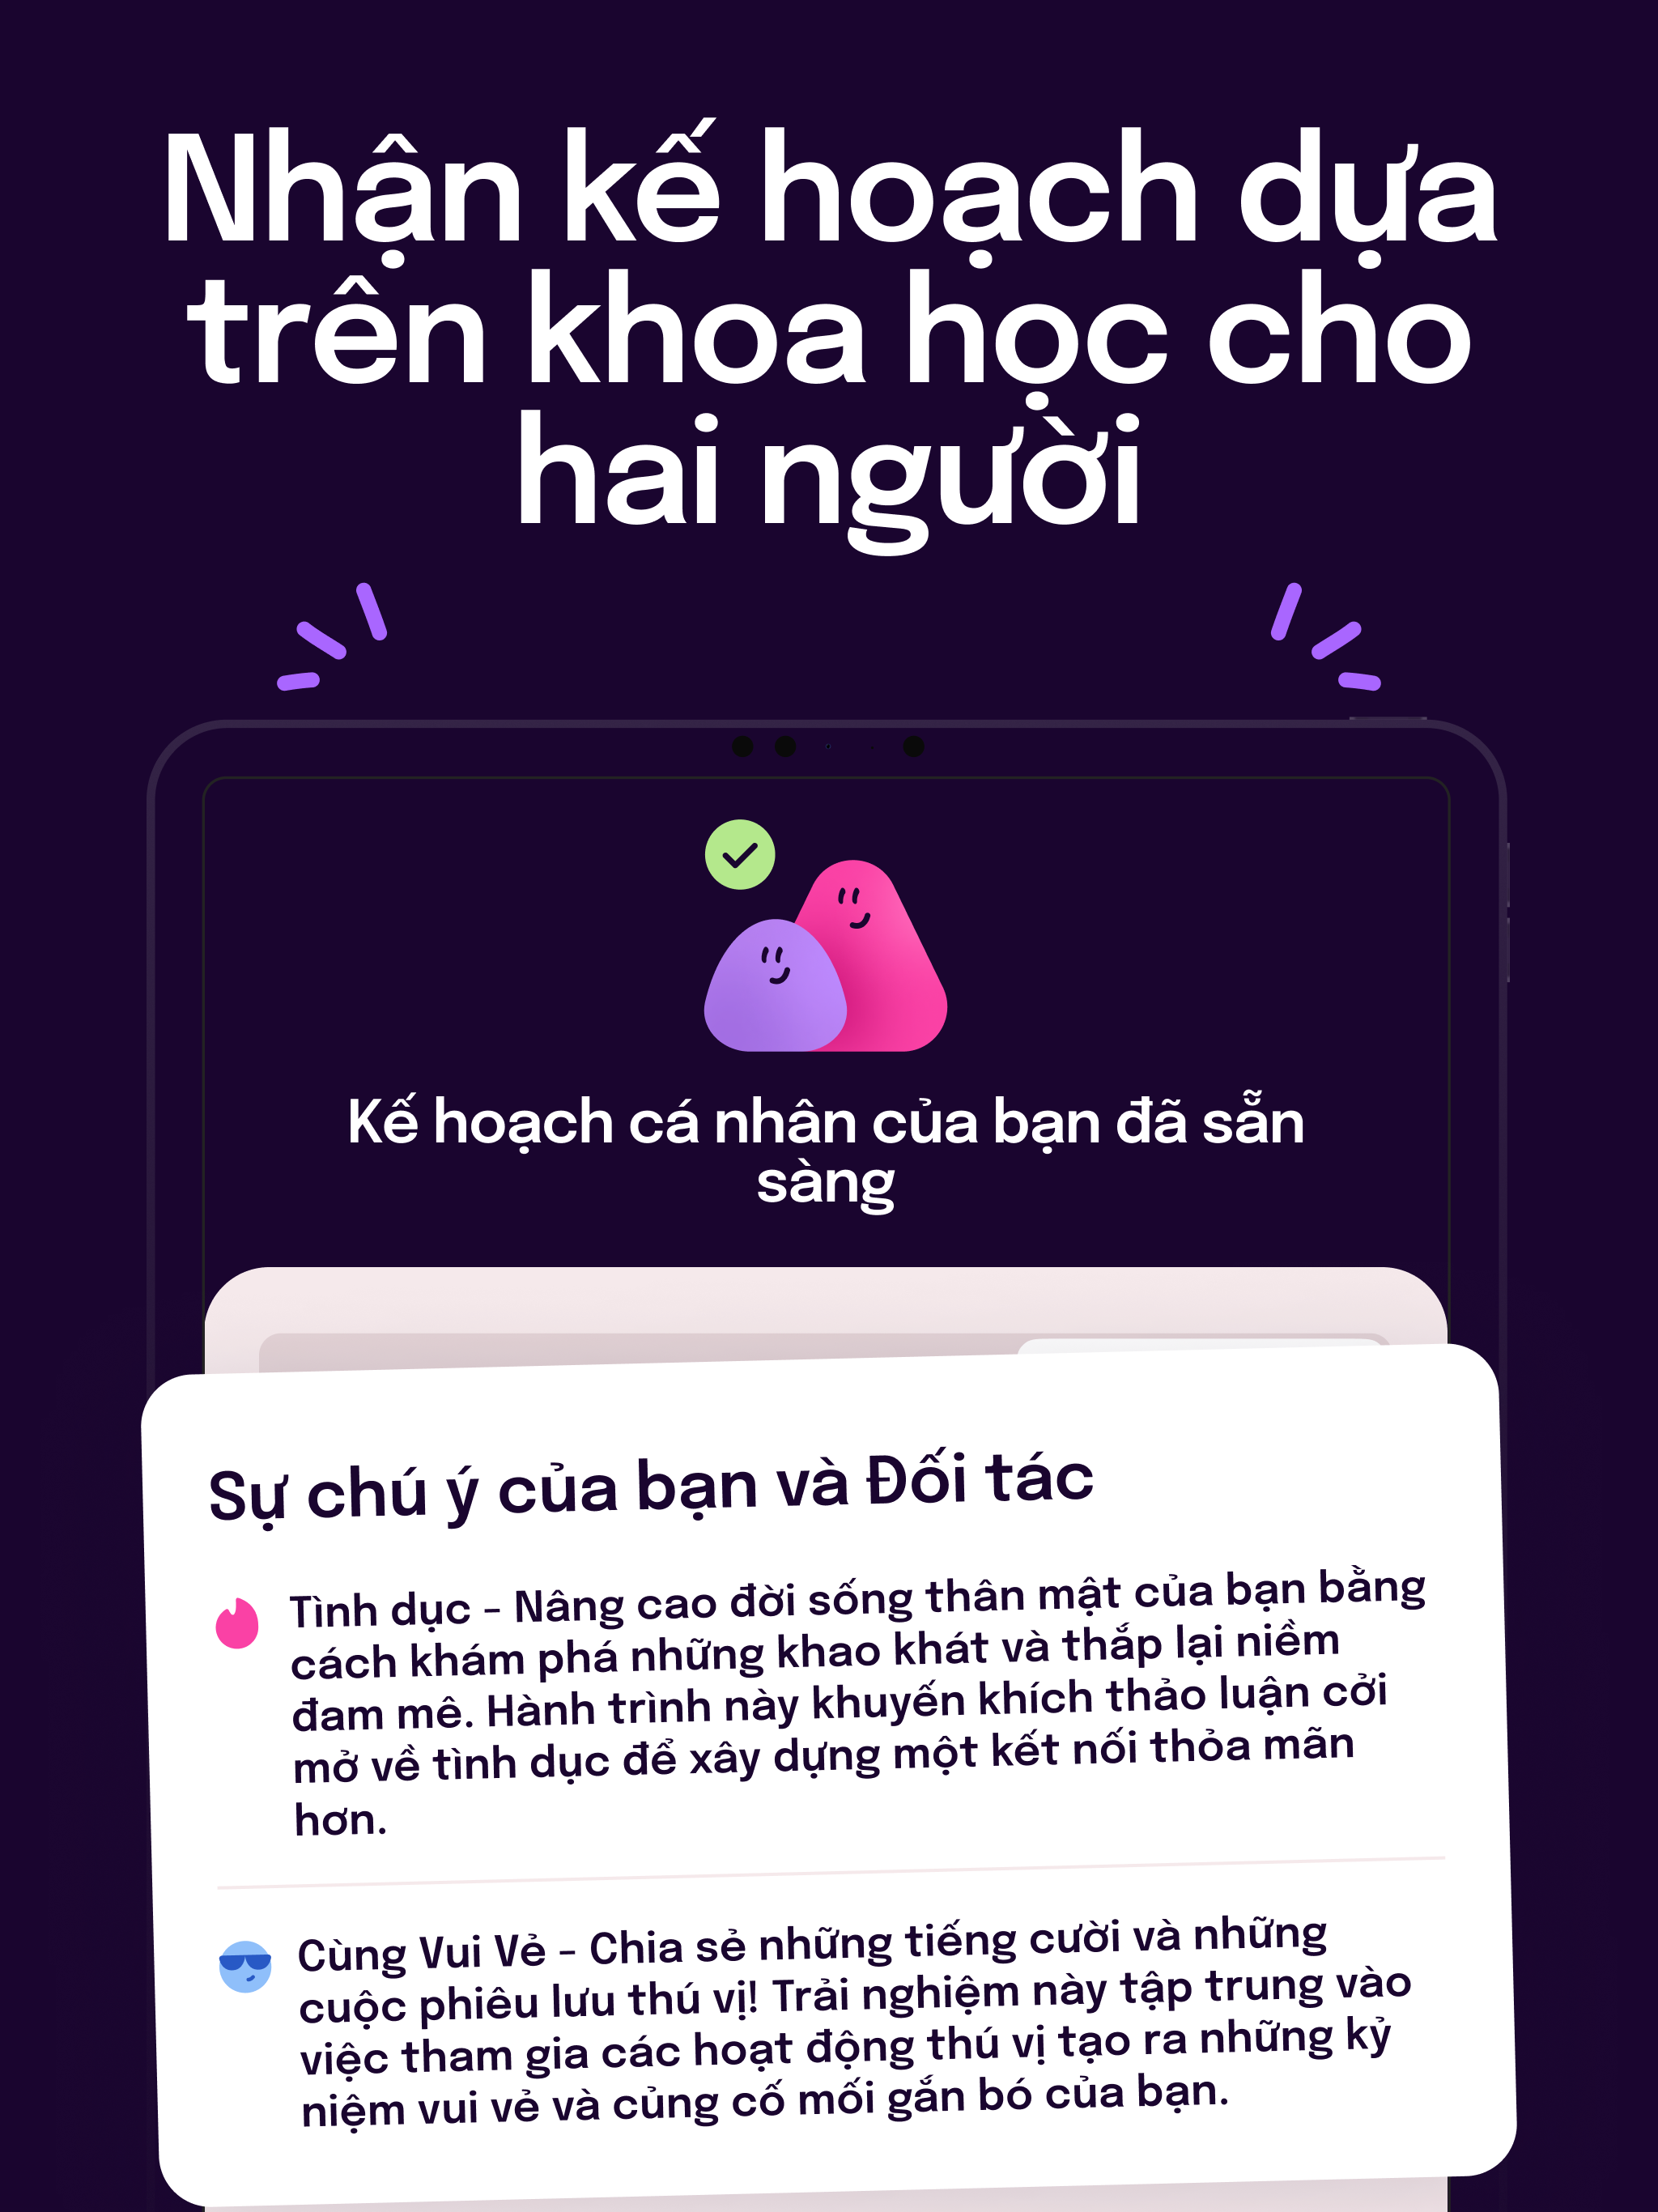 Nhận kế hoạch dựa
trên khoa học cho
hai người
Kế hoạch cá nhân của bạn đã sẵn
sàng
Sự chú ý của bạn và Đối tác
Tình dục – Nâng cao đời sống thân mật của bạn bằng
cách khám phá những khao khát và thắp lại niềm
đam mê. Hành trình này khuyến khích thảo luận cởi
mở về tình dục để xây dựng một kết nối thỏa mãn
hơn.
Cùng Vui Vẻ – Chia sẻ những tiếng cười và những
cuộc phiêu lưu thú vị! Trải nghiệm này tập trung vào
việc tham gia các hoạt động thú vị tạo ra những kỷ
niệm vui vẻ và củng cố mối gắn bó của bạn.